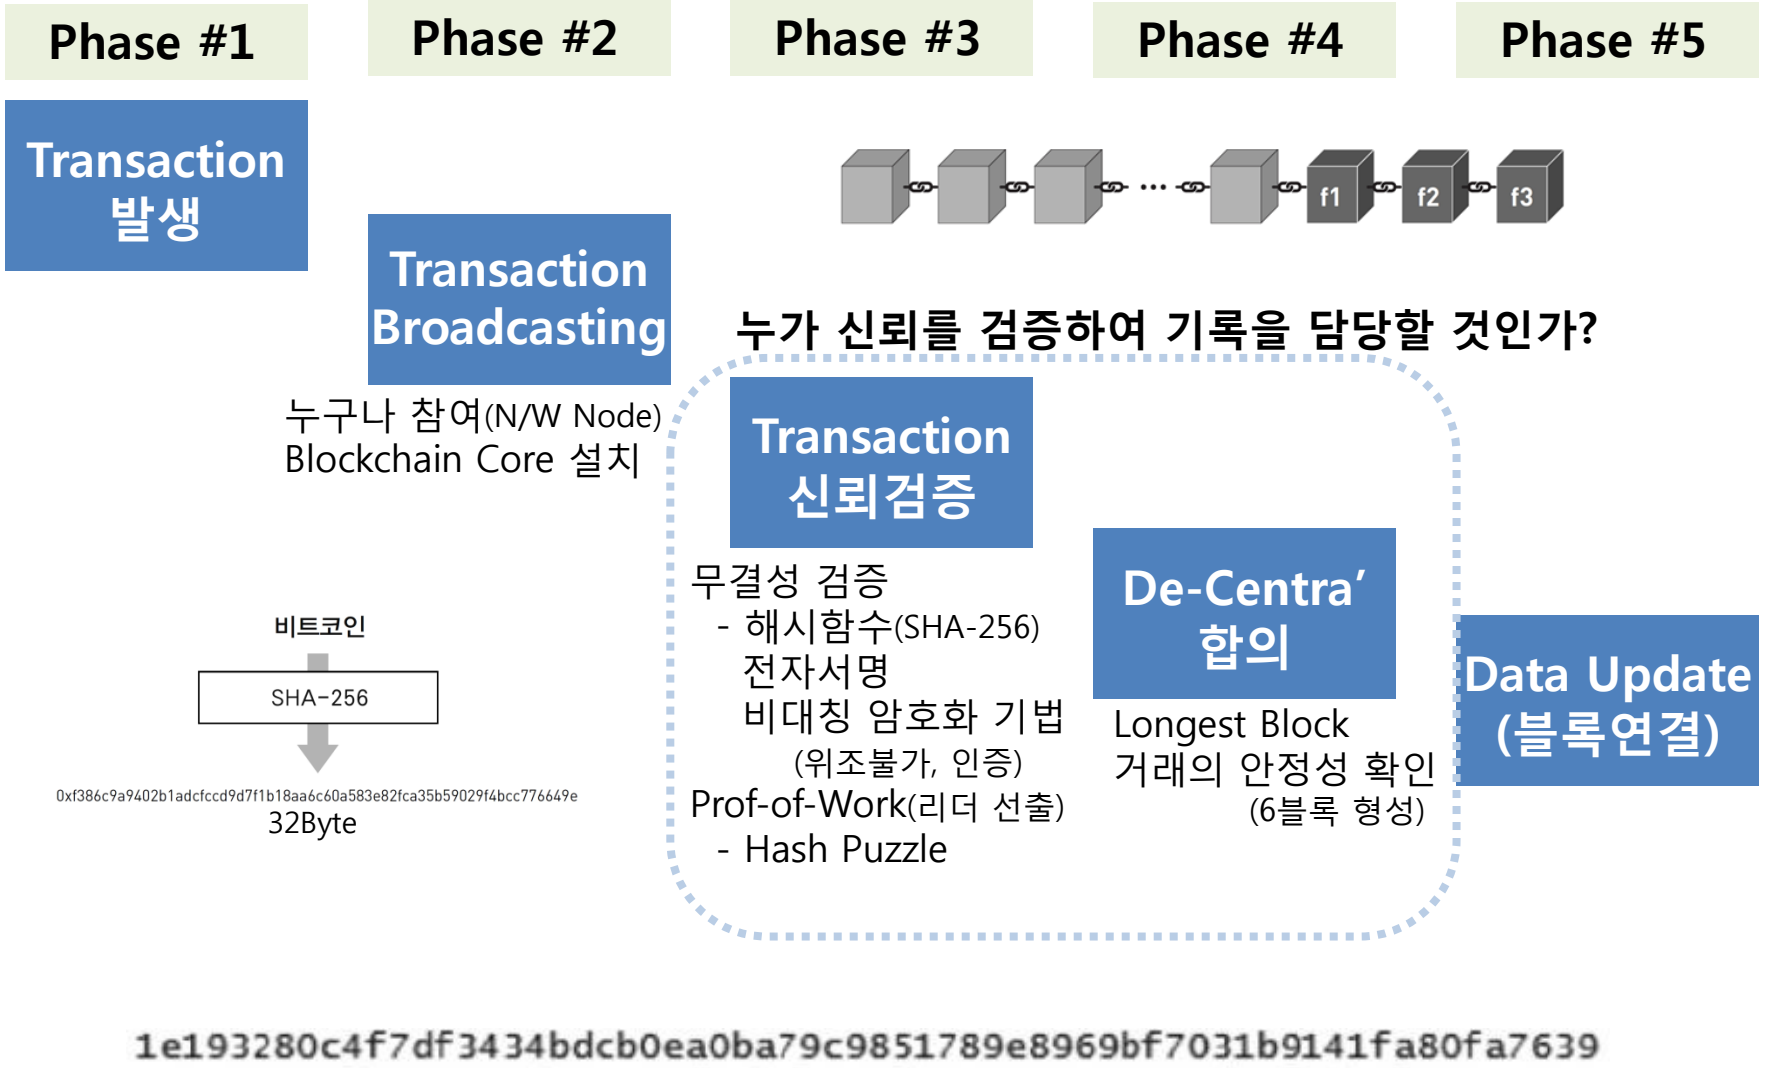 Phase #1
Phase #2
Phase #3
Phase #4
Phase #5
Transaction
발생
Transaction
Broadcasting
누구나 참여(N/W Node)
Blockchain Core 설치
f1
f2
f3
누가 신뢰를 검증하여 기록을 담당할 것인가?
Transaction
신뢰검증
무결성 검증
- 해시함수(SHA-256)
전자서명
비대칭 암호화 기법
(위조불가, 인증)
Prof-of-Work(리더 선출)
- Hash Puzzle
De-Centra’
합의
Longest Block
거래의 안정성 확인
(6블록 형성)
Data Update
(블록연결)
비트코인
SHA-256
0xf386c9a9402b1adcfccd9d7f1b18aa6c60a583e82fca35b59029f4bcc776649e
32Byte
1e193280c4f7df3434bdcb0ea0ba79c9851789e8969bf7031b9141fa80fa7639